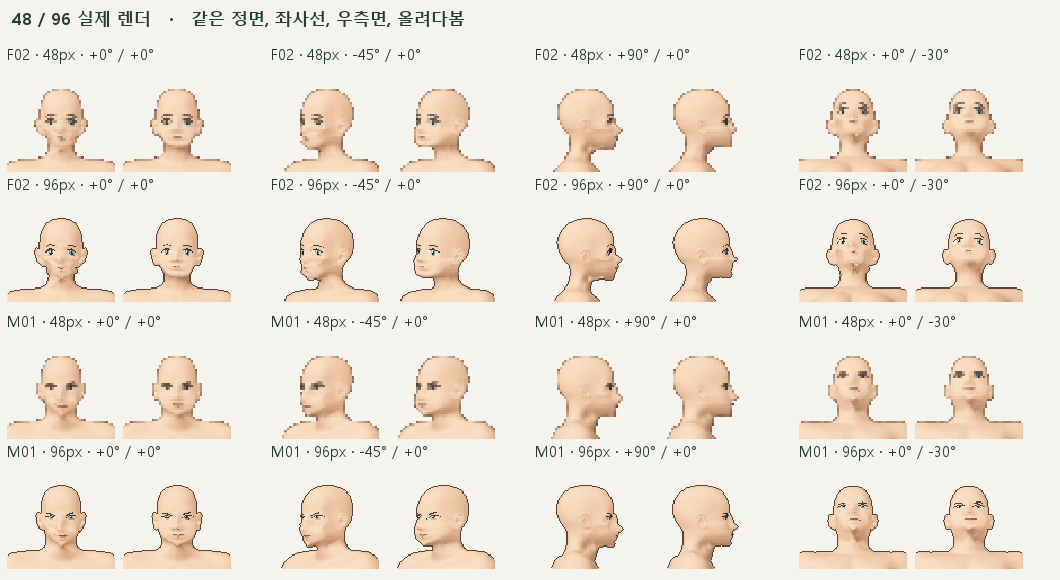 48 / 96 실제 렌더 · 같은 정면, 좌사선, 우측면, 올려다봄
F02 · 48px · +0° / +0°
F02 · 48px · -45° / +0°
F02 · 48px · +90° / +0°
F02 · 48px · +0° / -30°
F02 · 96px · +0° / +0°
F02 · 96px · -45° / +0°
F02 · 96px · +90° / +0°
F02 · 96px · +0° / -30°
M01 · 48px · +0° / +0°
M01 · 48px · -45° / +0°
M01 · 48px · +90° / +0°
M01 · 48px · +0° / -30°
M01 · 96px · +0° / +0°
M01 · 96px · -45° / +0°
M01 · 96px · +90° / +0°
M01 · 96px · +0° / -30°